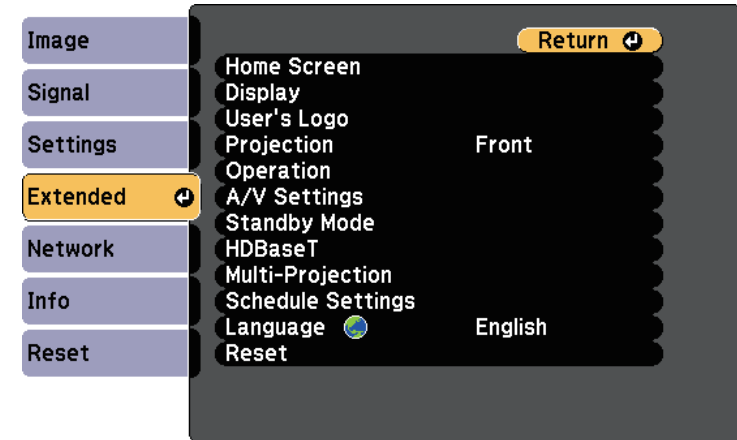 Image
Signal
Settings
Extended
Network
Info
Reset
Return
Home Screen
Display
User's Logo
Projection Front
Operation
A/V Settings
Standby Mode
HDBaseT
Multi-Projection
Schedule Settings
Language English
Reset